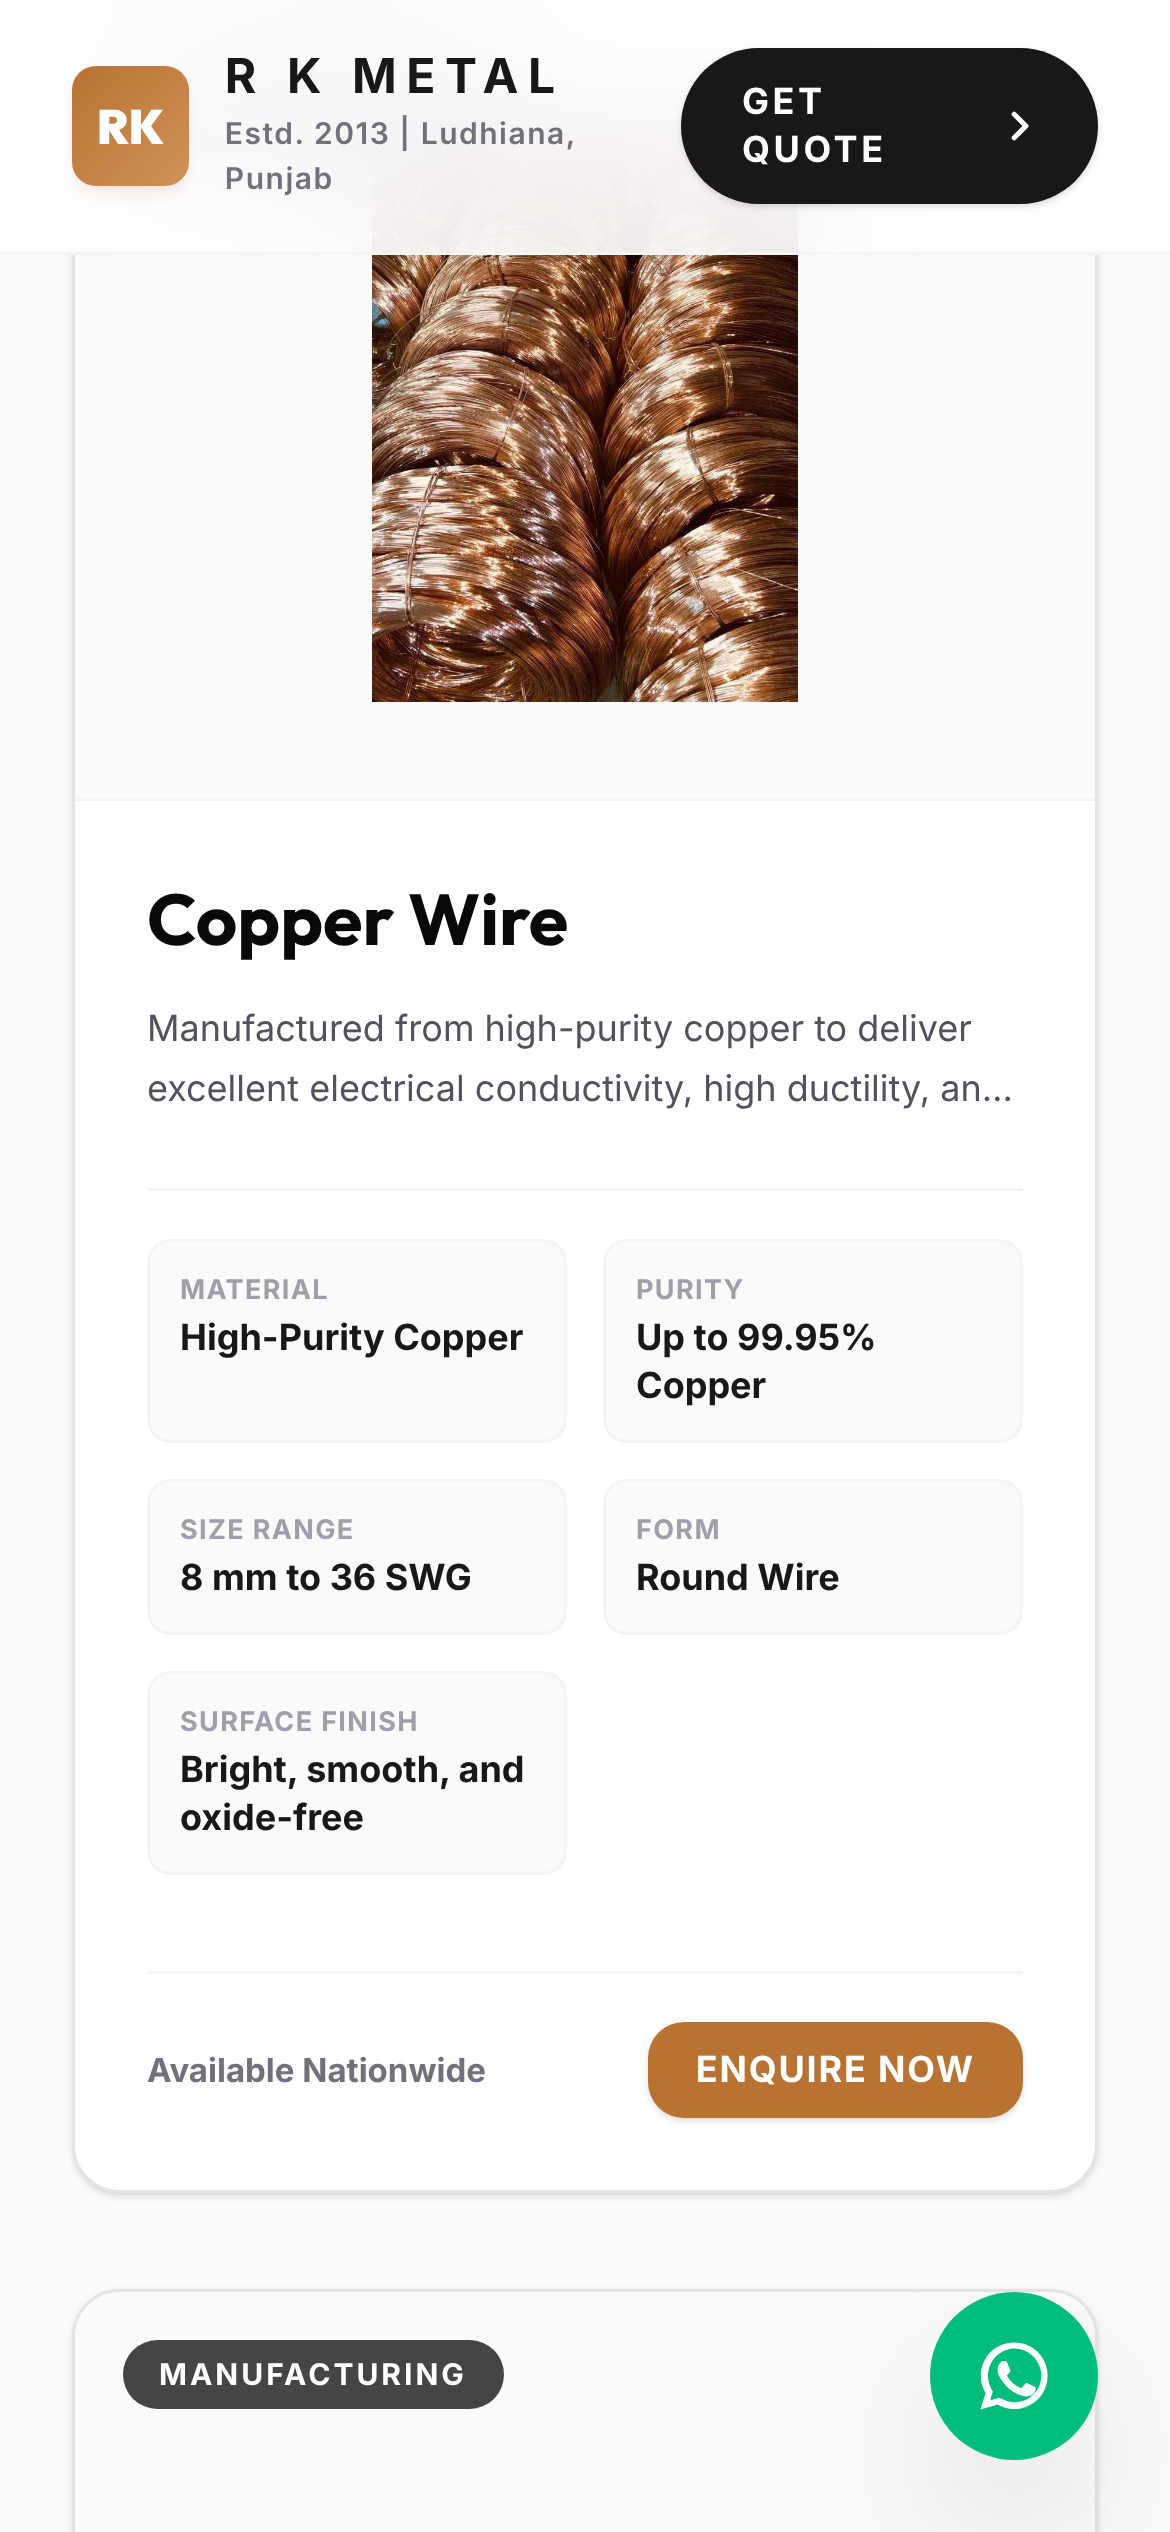 RK
R K METAL
Estd. 2013 | Ludhiana,
Punjab
GET
QUOTE
Copper Wire
Manufactured from high-purity copper to deliver
excellent electrical conductivity, high ductility, an...
MATERIAL
High-Purity Copper
PURITY
Up to 99.95%
Copper
SIZE RANGE
8 mm to 36 SWG
FORM
Round Wire
SURFACE FINISH
Bright, smooth, and
oxide-free
Available Nationwide
ENQUIRE NOW
MANUFACTURING